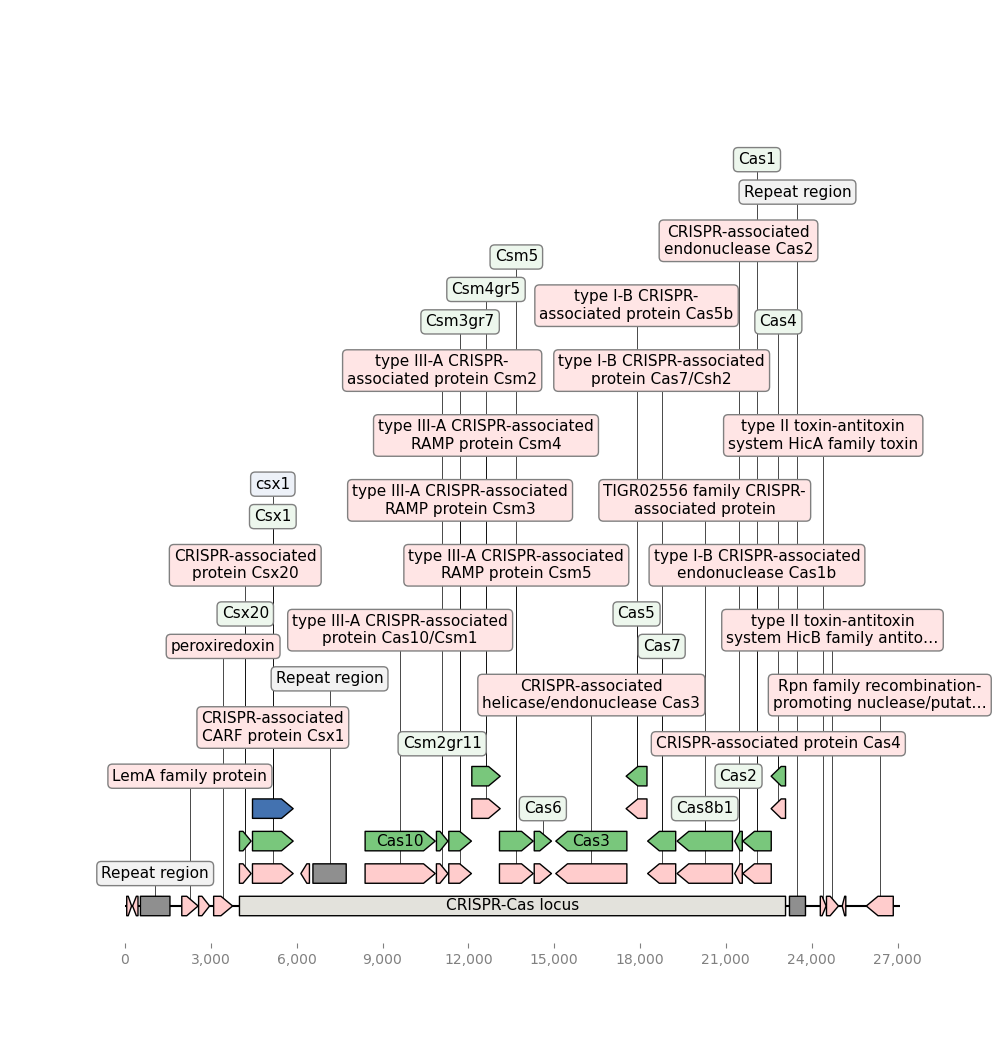 Cas1
Repeat region
CRISPR-associated
endonuclease Cas2
Csm5
Csm4gr5
type I-B CRISPR-
associated protein Cas5b
Csm3gr7
Cas4
type III-A CRISPR-
associated protein Csm2
type I-B CRISPR-associated
protein Cas7/Csh2
type III-A CRISPR-associated
RAMP protein Csm4
type II toxin-antitoxin
system HicA family toxin
csx1
type III-A CRISPR-associated
RAMP protein Csm3
TIGR02556 family CRISPR-
associated protein
Csx1
CRISPR-associated
protein Csx20
type III-A CRISPR-associated
RAMP protein Csm5
type I-B CRISPR-associated
endonuclease Cas1b
Csx20
type III-A CRISPR-associated
protein Cas10/Csm1
Cas5
type II toxin-antitoxin
system HicB family antito…
peroxiredoxin
Cas7
Repeat region
CRISPR-associated
helicase/endonuclease Cas3
Rpn family recombination-
promoting nuclease/putat…
CRISPR-associated
CARF protein Csx1
Csm2gr11
CRISPR-associated protein Cas4
LemA family protein
Cas2
Cas6
Cas8b1
Cas10
Cas3
Repeat region
CRISPR-Cas locus
0
3,000
6,000
9,000
12,000
15,000
18,000
21,000
24,000
27,000